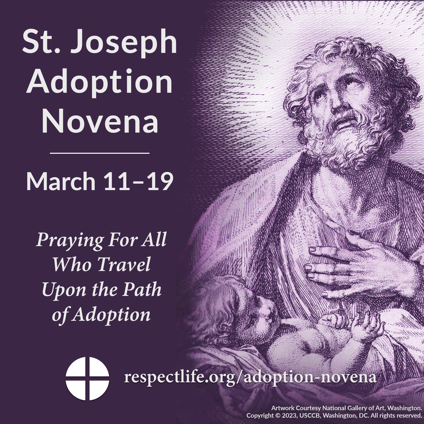 St. Joseph
Adoption
Novena
March 11–19
Praying For All
Who Travel
Upon the Path
of Adoption
respectlife.org/adoption-novena
Artwork Courtesy National Gallery of Art, Washington.
Copyright © 2023, USCCB, Washington, DC. All rights reserved.